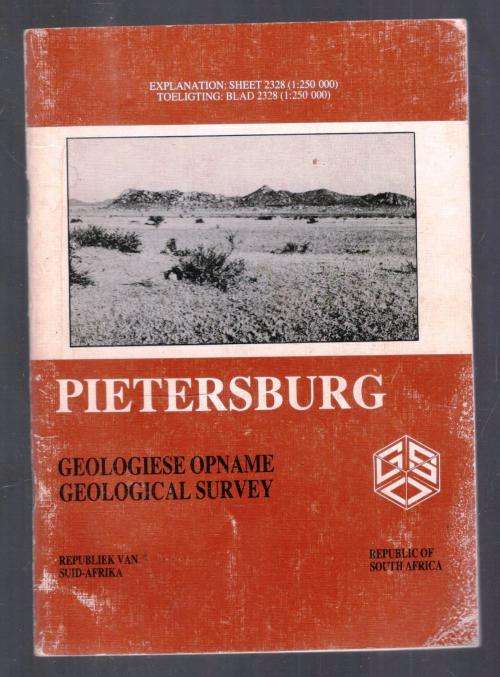 EXPLANATION: SHEET 2328 (1:250 000)
TOELIGTING: BLAD 2328 (1:250 000)
PIETERSBURG
GEOLOGIESE OPNAME
GEOLOGICAL SURVEY
REPUBLIEK VAN
SUID-AFRIKA
REPUBLIC OF
SOUTH AFRICA